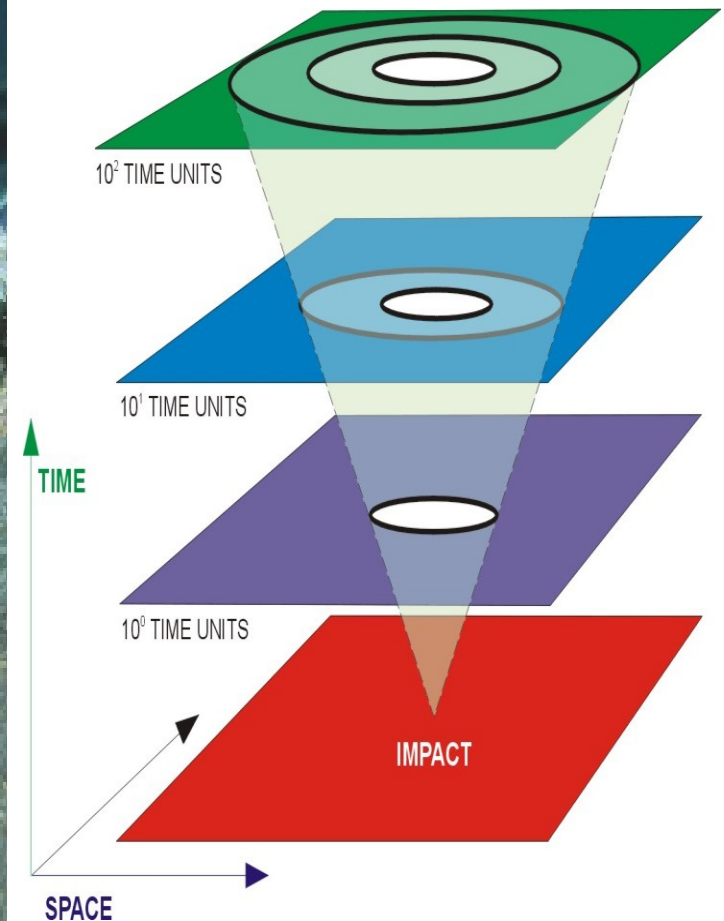 10² TIME UNITS
10¹ TIME UNITS
TIME
10⁰ TIME UNITS
IMPACT
SPACE